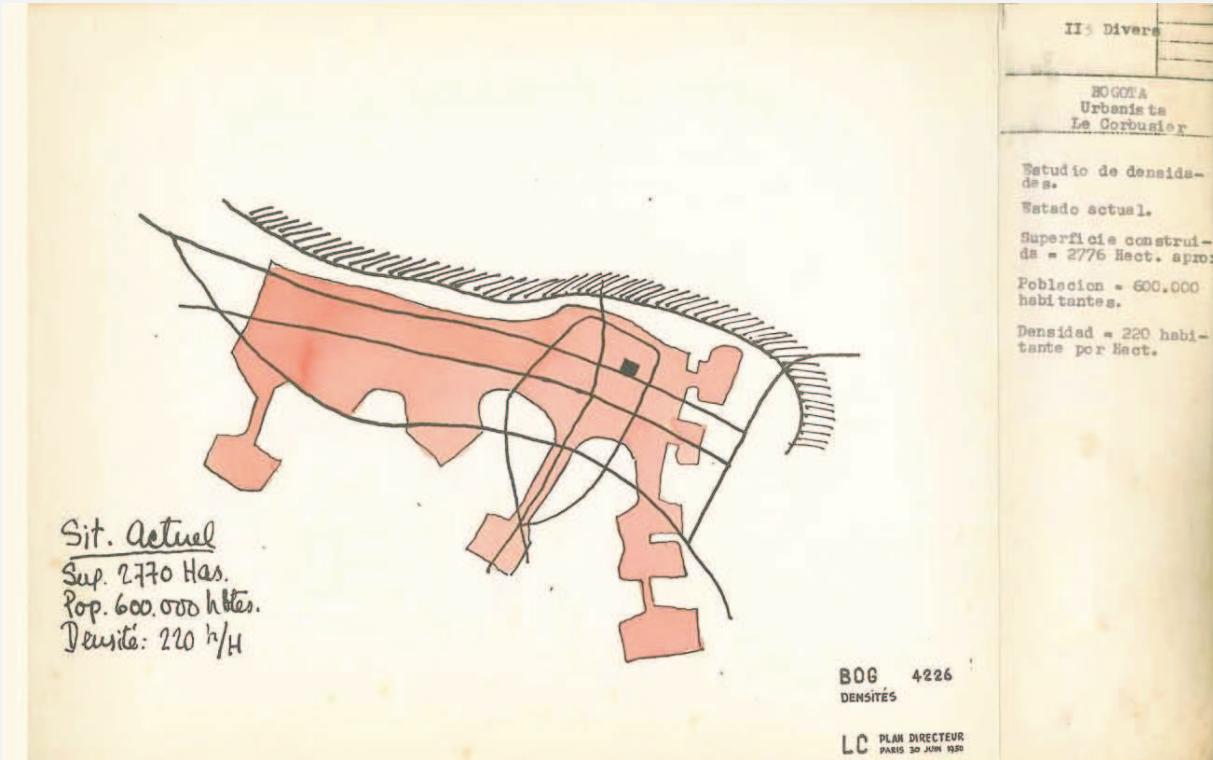 Sit. Actuel
Sup. 2770 Has.
Pop. 600.000 hbtes.
Densité: 220 h/H
BOG 4226
DENSITÉS
LC PLAN DIRECTEUR
PARIS 30 JUIN 1950
II Divers
BOGOTA
Urbanista
Le Corbusier
Estudio de densida-
des.
Estado actual.
Superficie construi-
da = 2776 Hect. apro
Poblacion = 600.000
habitantes.
Densidad = 220 habi-
tante por Hect.